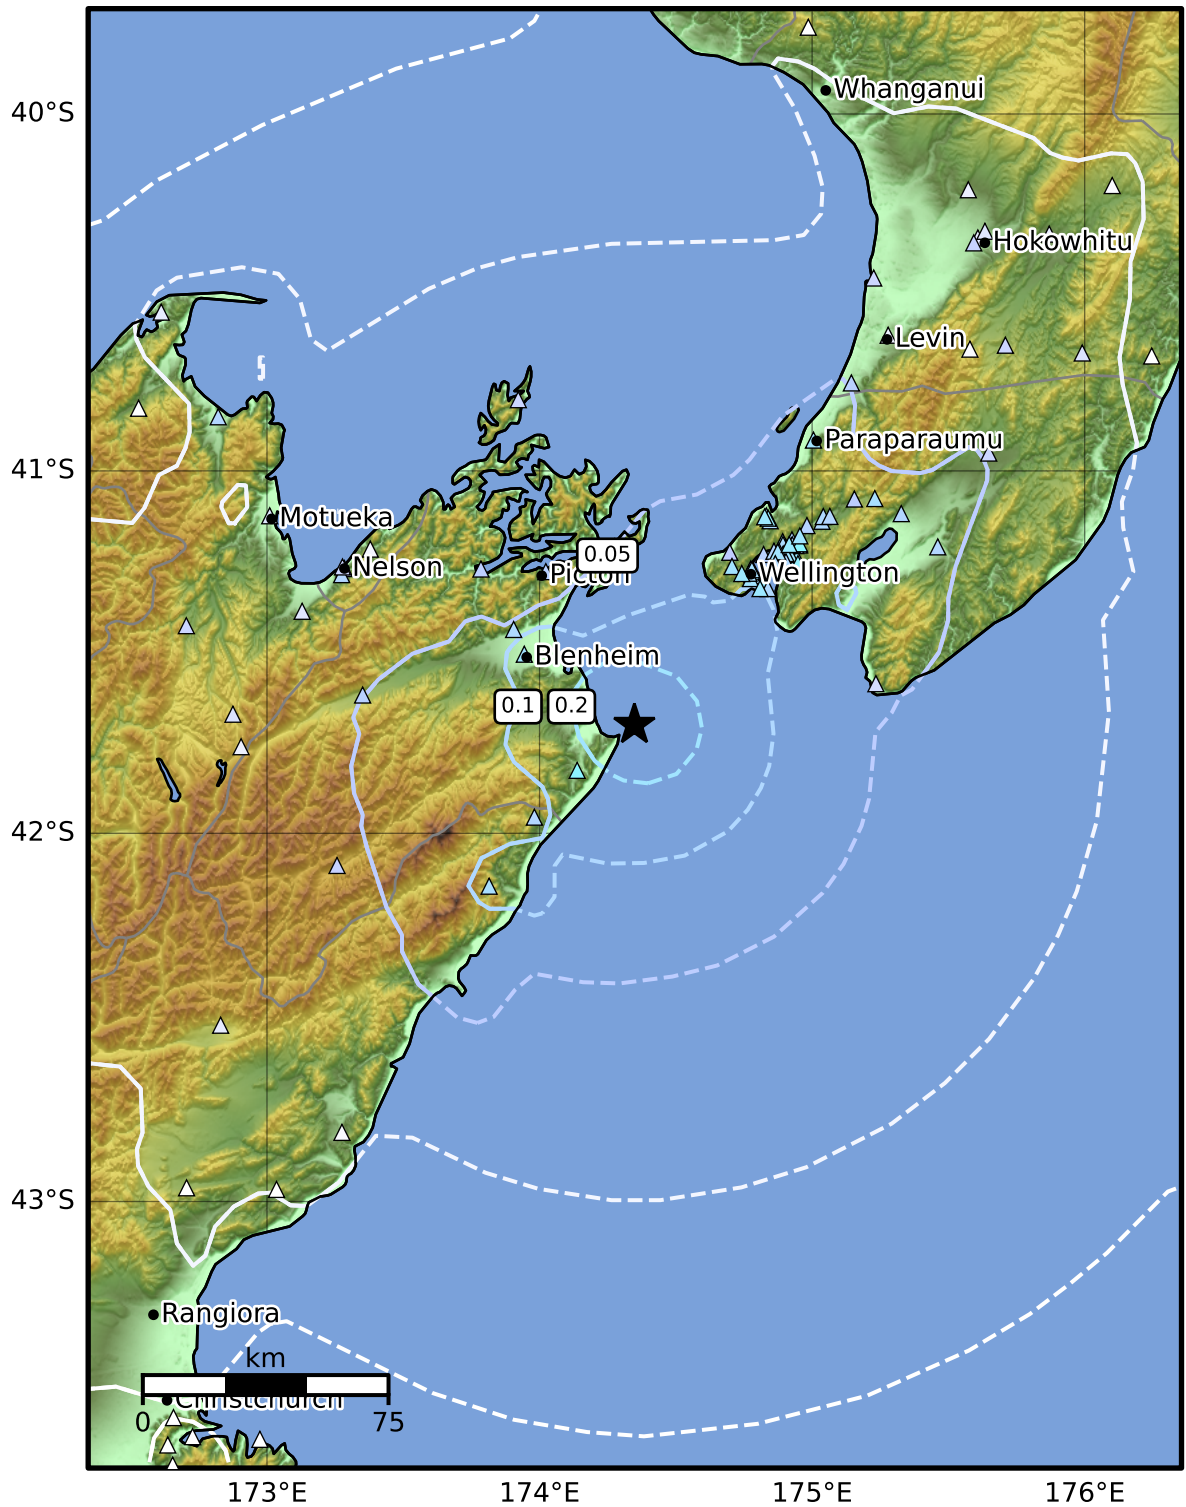 Whanganui
40°S
Hokowhitu
Levin
Paraparaumu
41°S
Motueka
0.05
Nelson
Picton
Wellington
Blenheim
0.1
0.2
42°S
43°S
Rangiora
km
Christchurch
0
75
173°E
174°E
175°E
176°E